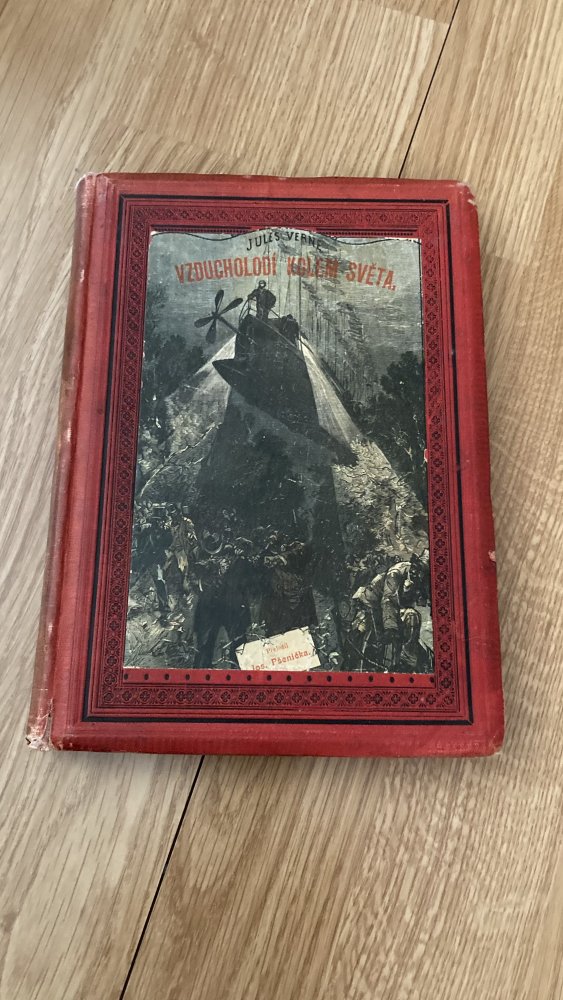 JULES VERNE
VZDUCHOLODÍ KOLEM SVĚTA.
Přeložil
Jos. Pšenička.